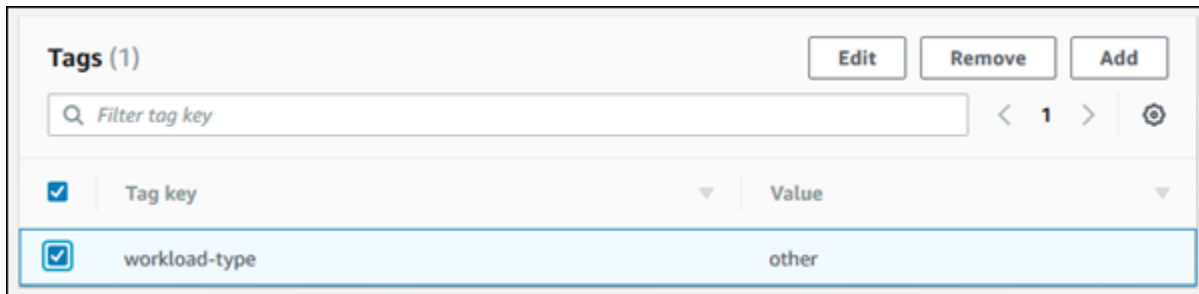 Tags (1) Edit Remove Add
Filter tag key 1
Tag key Value
workload-type other